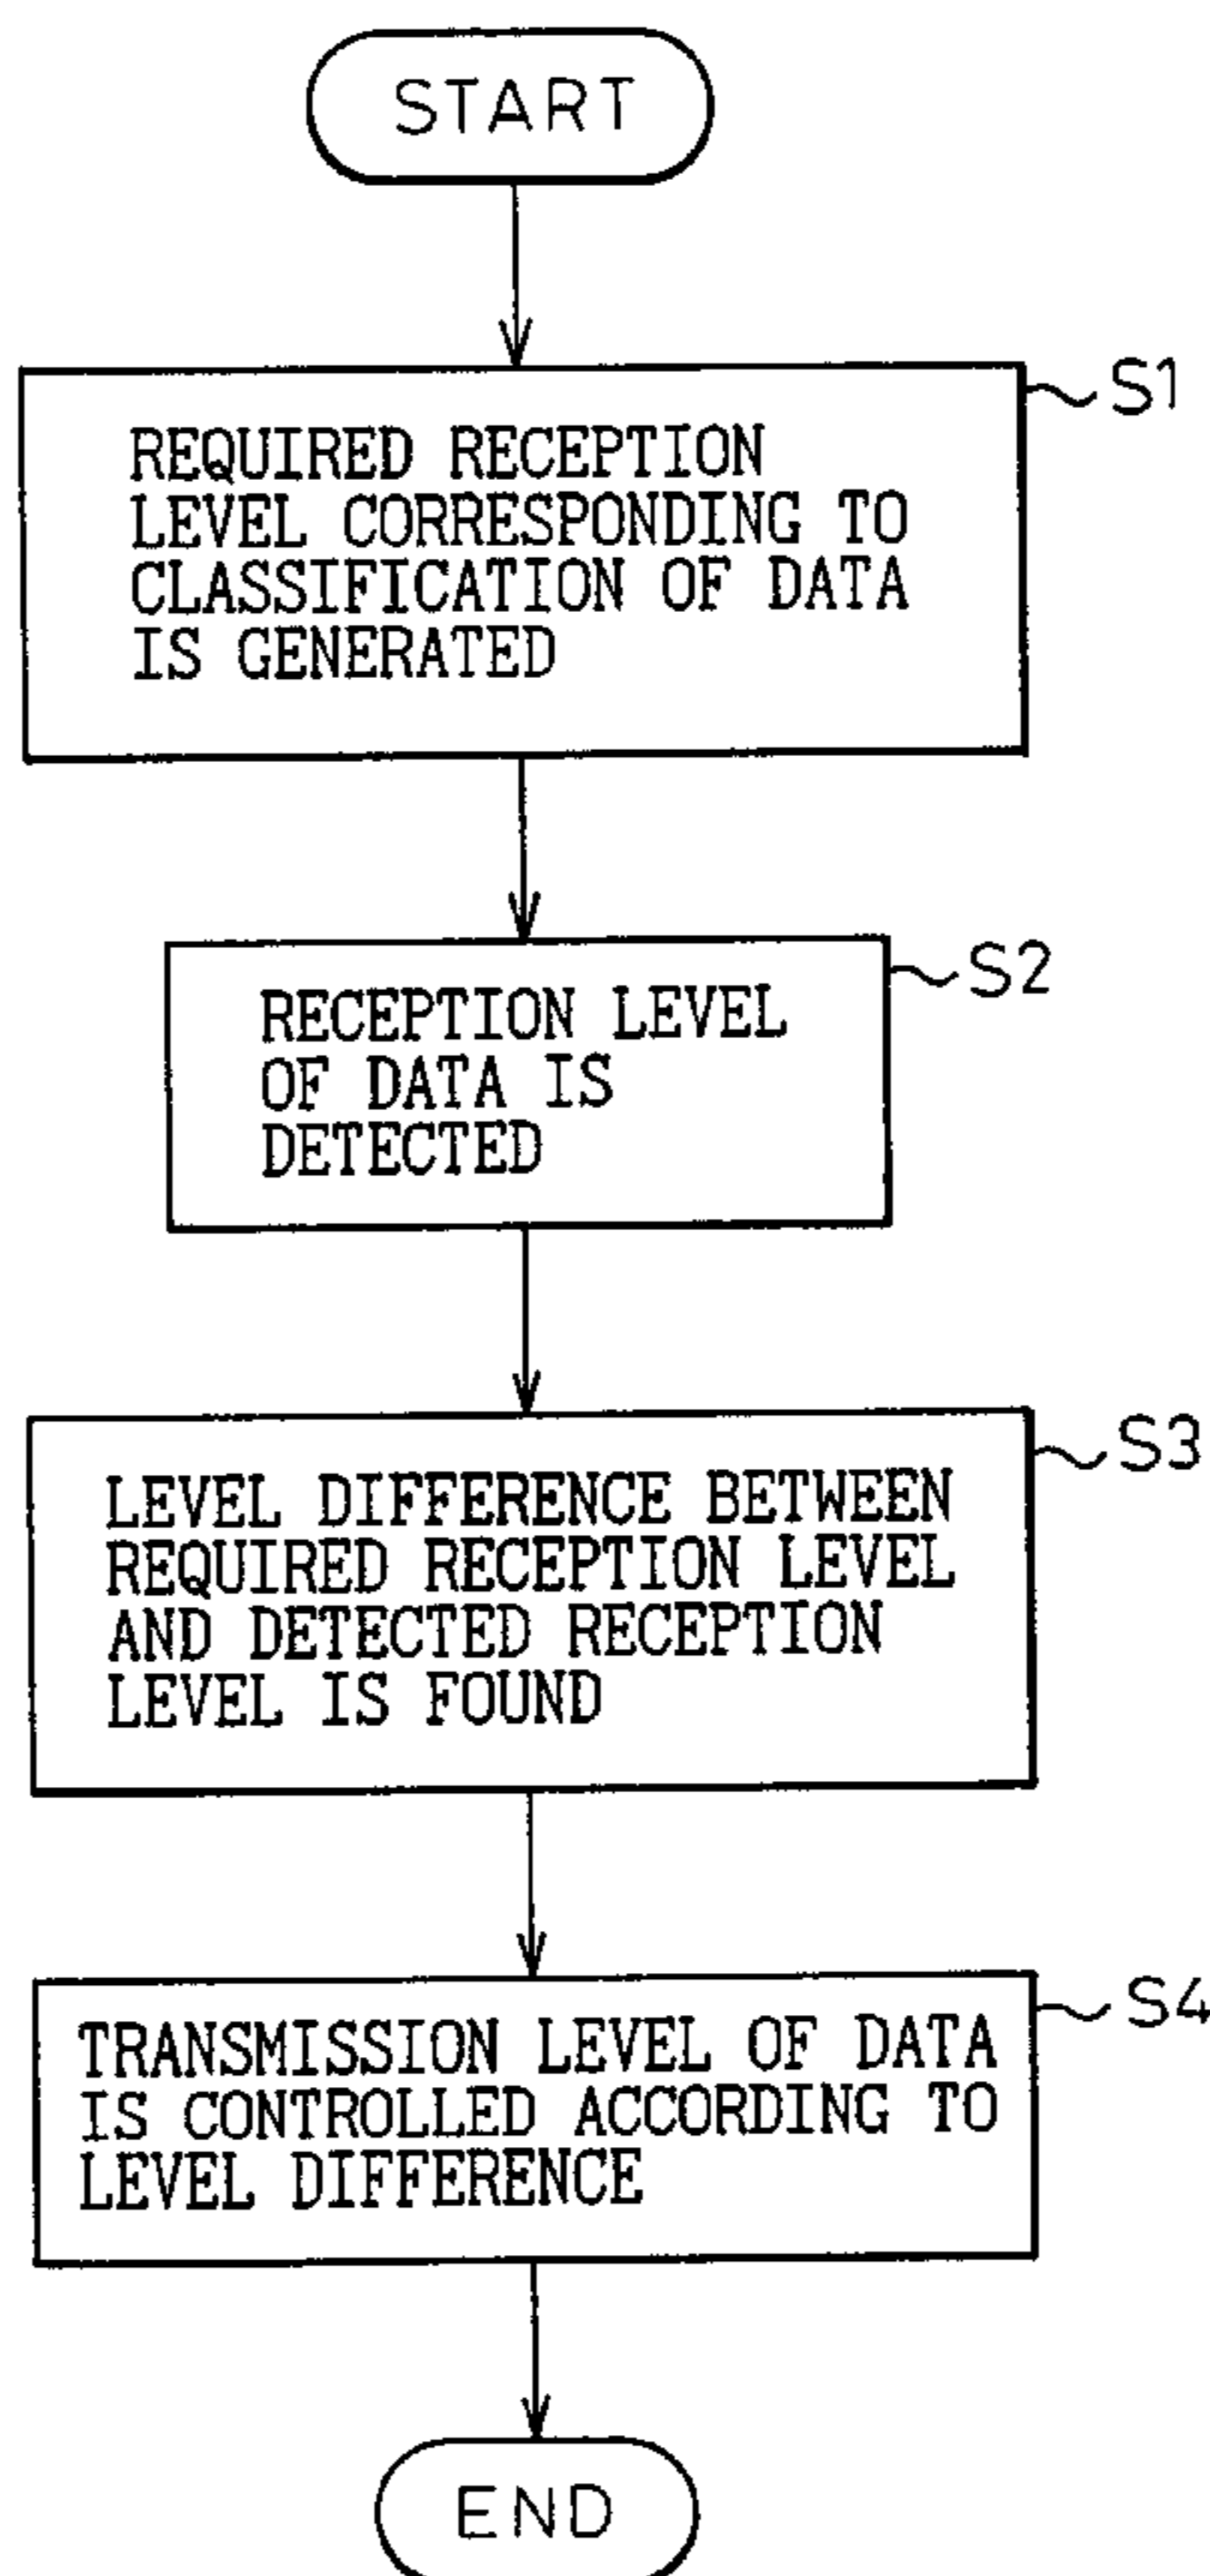 START
S1
REQUIRED RECEPTION
LEVEL CORRESPONDING TO
CLASSIFICATION OF DATA
IS GENERATED
S2
RECEPTION LEVEL
OF DATA IS
DETECTED
S3
LEVEL DIFFERENCE BETWEEN
REQUIRED RECEPTION LEVEL
AND DETECTED RECEPTION
LEVEL IS FOUND
S4
TRANSMISSION LEVEL OF DATA
IS CONTROLLED ACCORDING TO
LEVEL DIFFERENCE
END